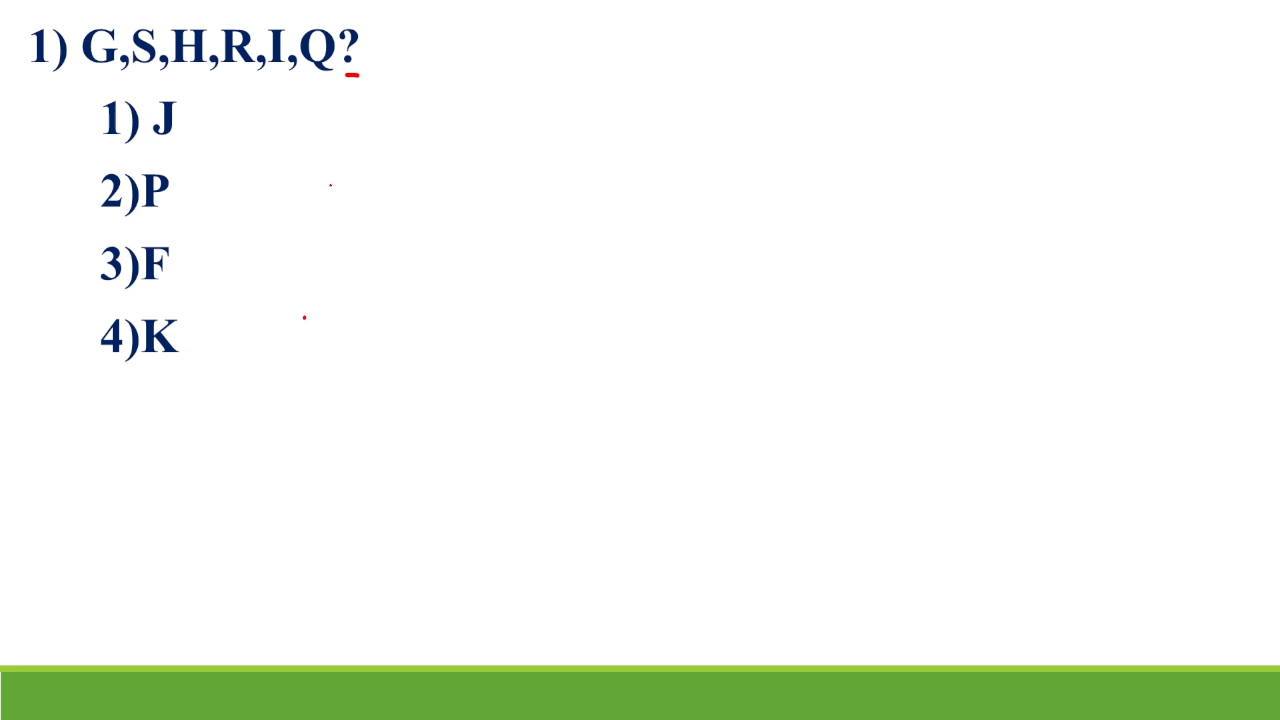 1) G,S,H,R,I,Q?
1) J
2)P
3)F
4)K